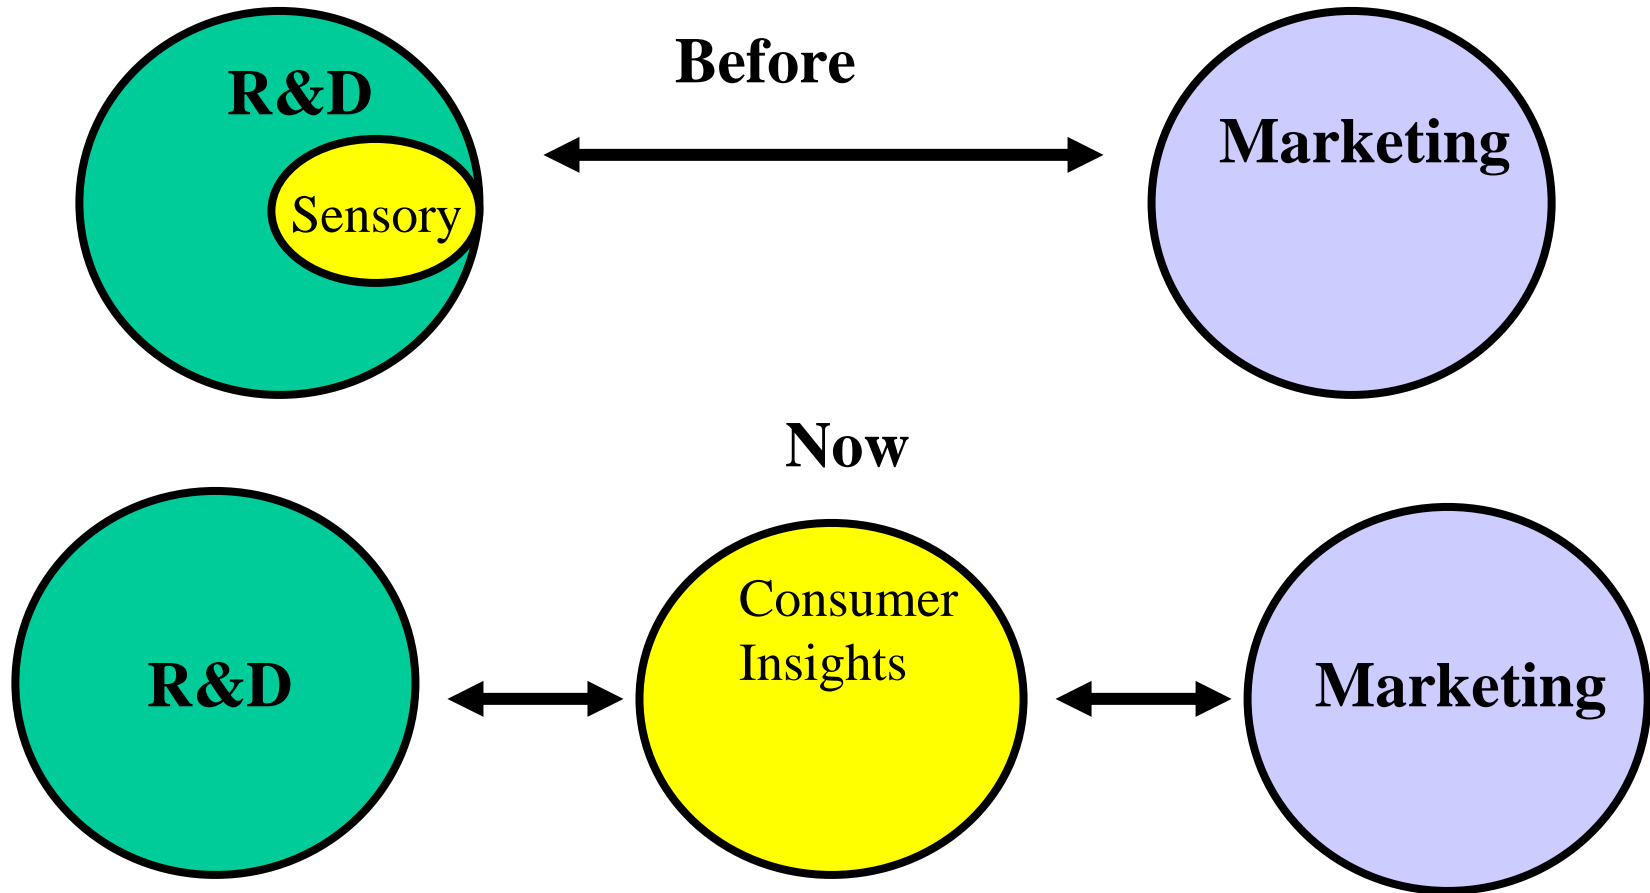 Before
R&D
Marketing
Sensory
Now
Consumer
Insights
R&D
Marketing